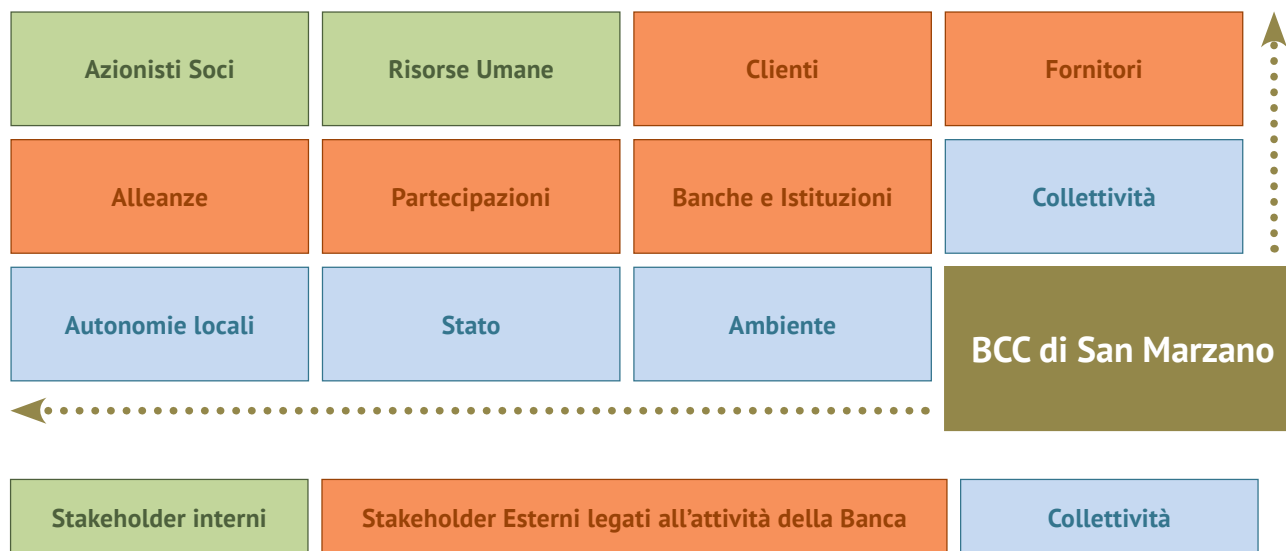 Azionisti Soci
Risorse Umane
Clienti
Fornitori
Alleanze
Partecipazioni
Banche e Istituzioni
Collettività
Autonomie locali
Stato
Ambiente
BCC di San Marzano
Stakeholder interni
Stakeholder Esterni legati all’attività della Banca
Collettività